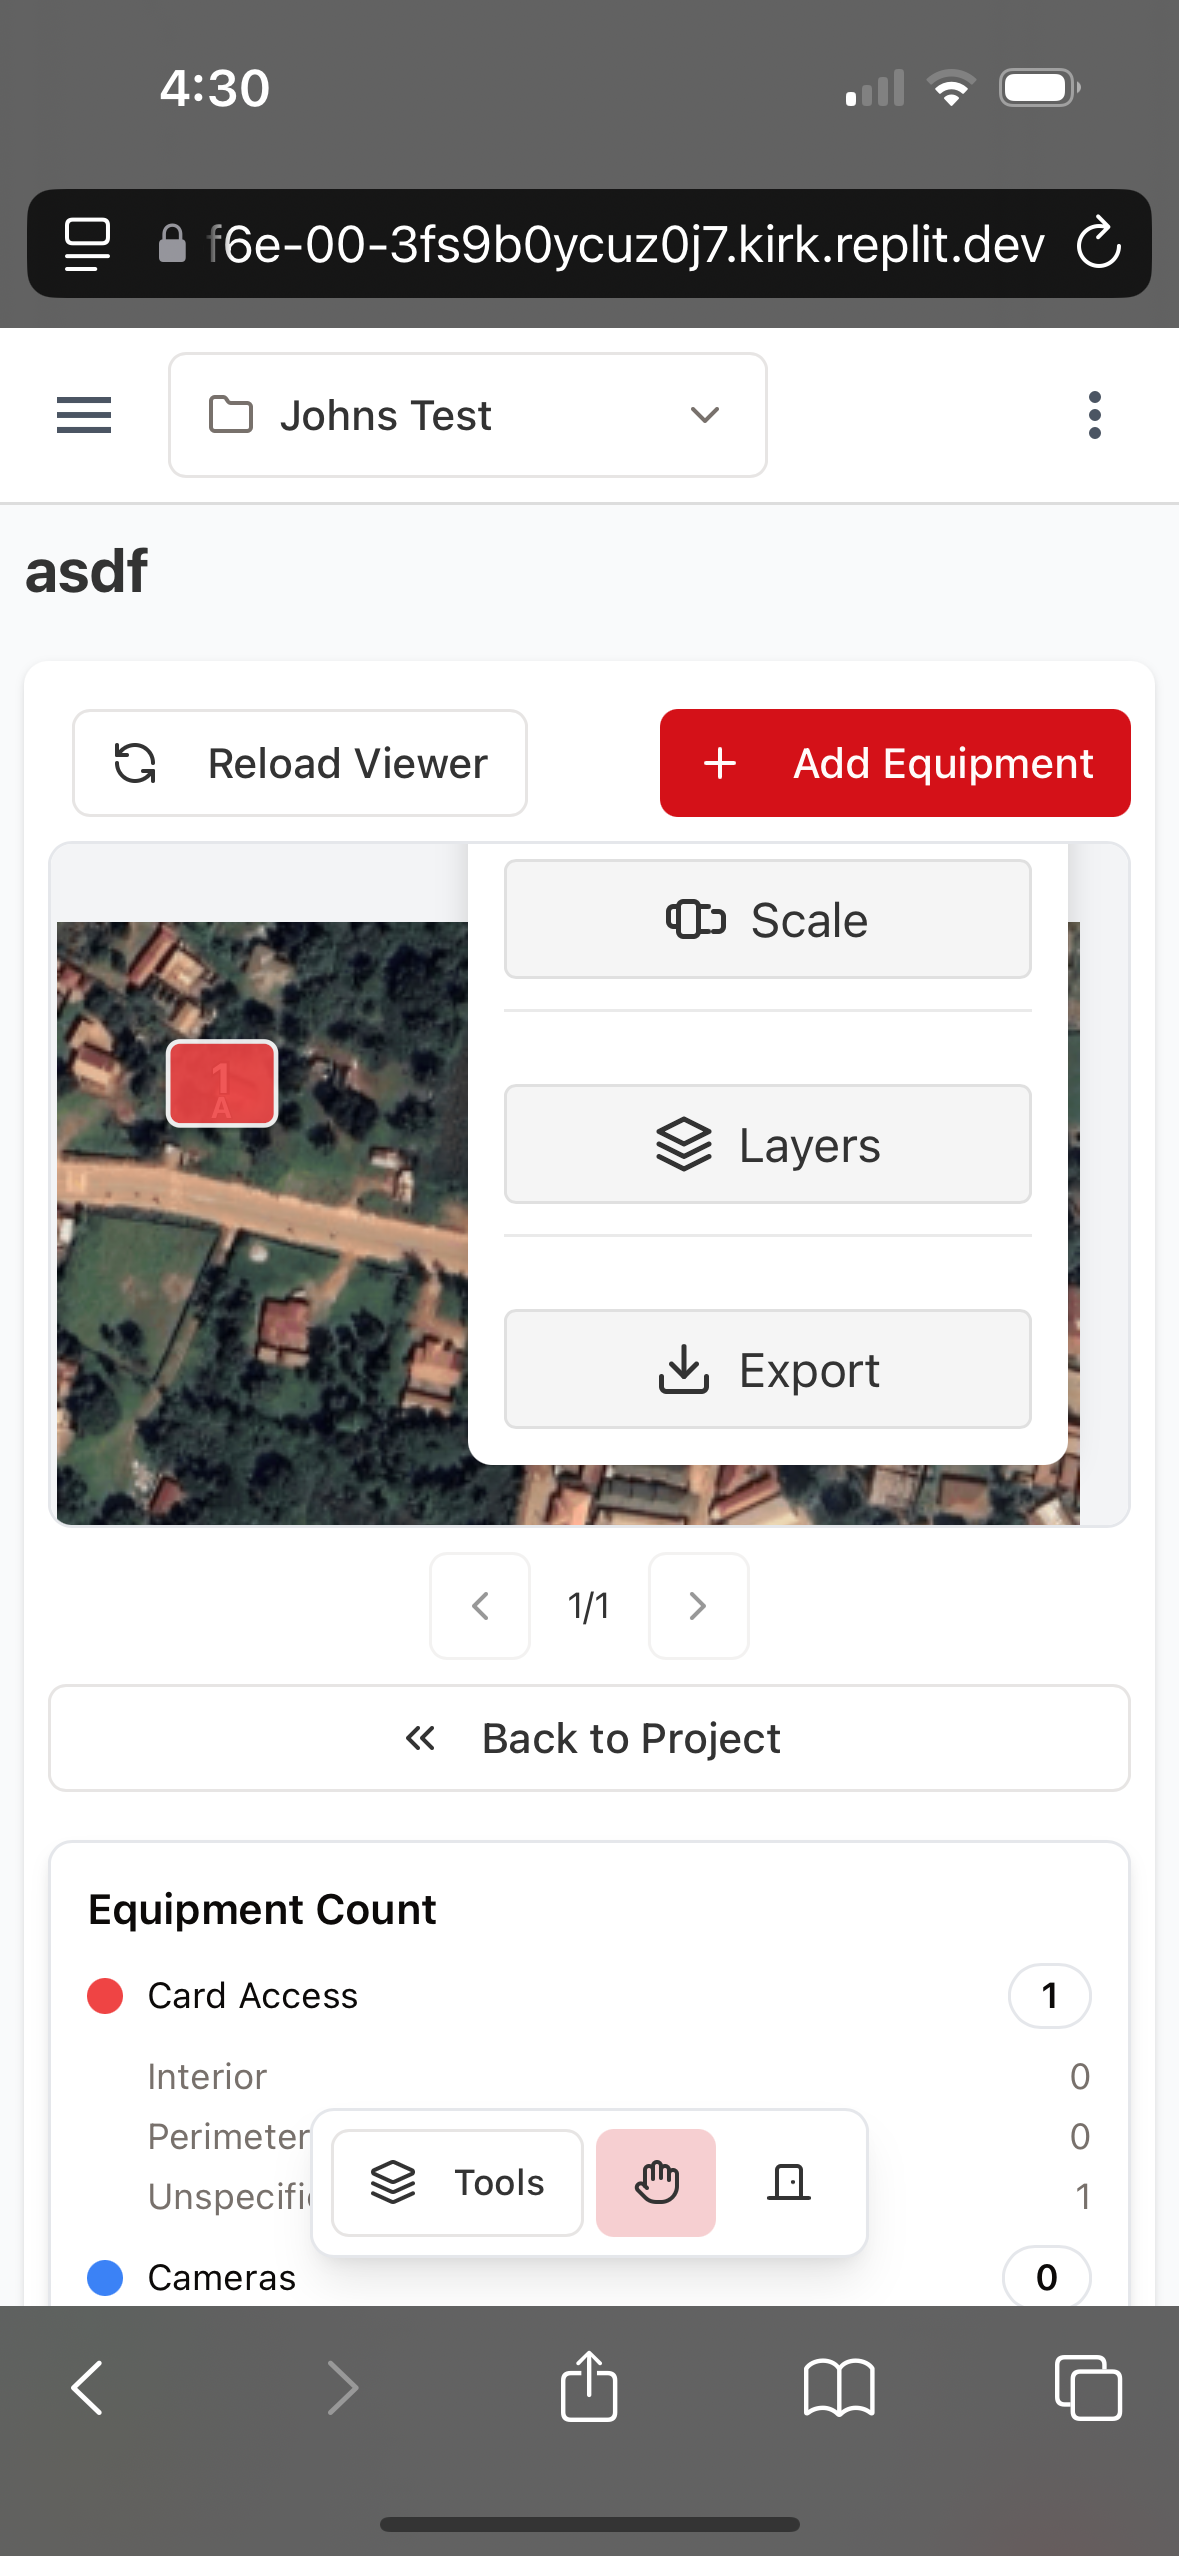 4:30
f6e-00-3fs9b0ycuz0j7.kirk.replit.dev
Johns Test
asdf
Reload Viewer
Add Equipment
Scale
1
A
Layers
Export
1/1
Back to Project
Equipment Count
Card Access 1
Interior 0
Perimeter 0
Unspecifi 1
Tools
Cameras 0